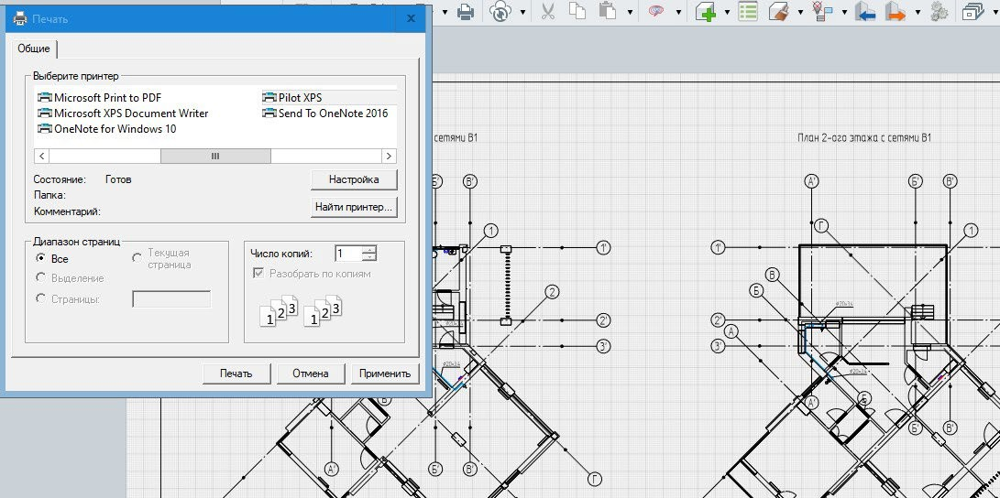 Печать
Общие
Выберите принтер
Microsoft Print to PDF
Pilot XPS
Microsoft XPS Document Writer
Send To OneNote 2016
OneNote for Windows 10
Состояние: Готов
Настройка
Папка:
Комментарий:
Найти принтер...
Диапазон страниц
Все
Текущая
страница
Выделение
Страницы:
Число копий: 1
Разобрать по копиям
1 2 3 1 2 3
Печать
Отмена
Применить
сетями В1
План 2-ого этажа с сетями В1
Б'
В'
А'
Б'
В'
1
Г
1
1'
1'
В
2
Б
2'
2'
А
3'
3'
А'
Б
Б'
В'
А'
Б'
В'
Г